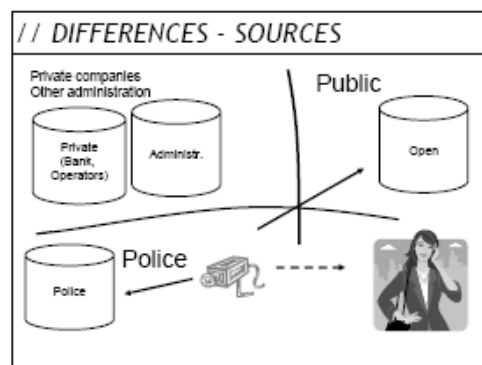 // DIFFERENCES - SOURCES
Private companies
Other administration
Public
Private
(Bank,
Operators)
Administr.
Open
Police
Police